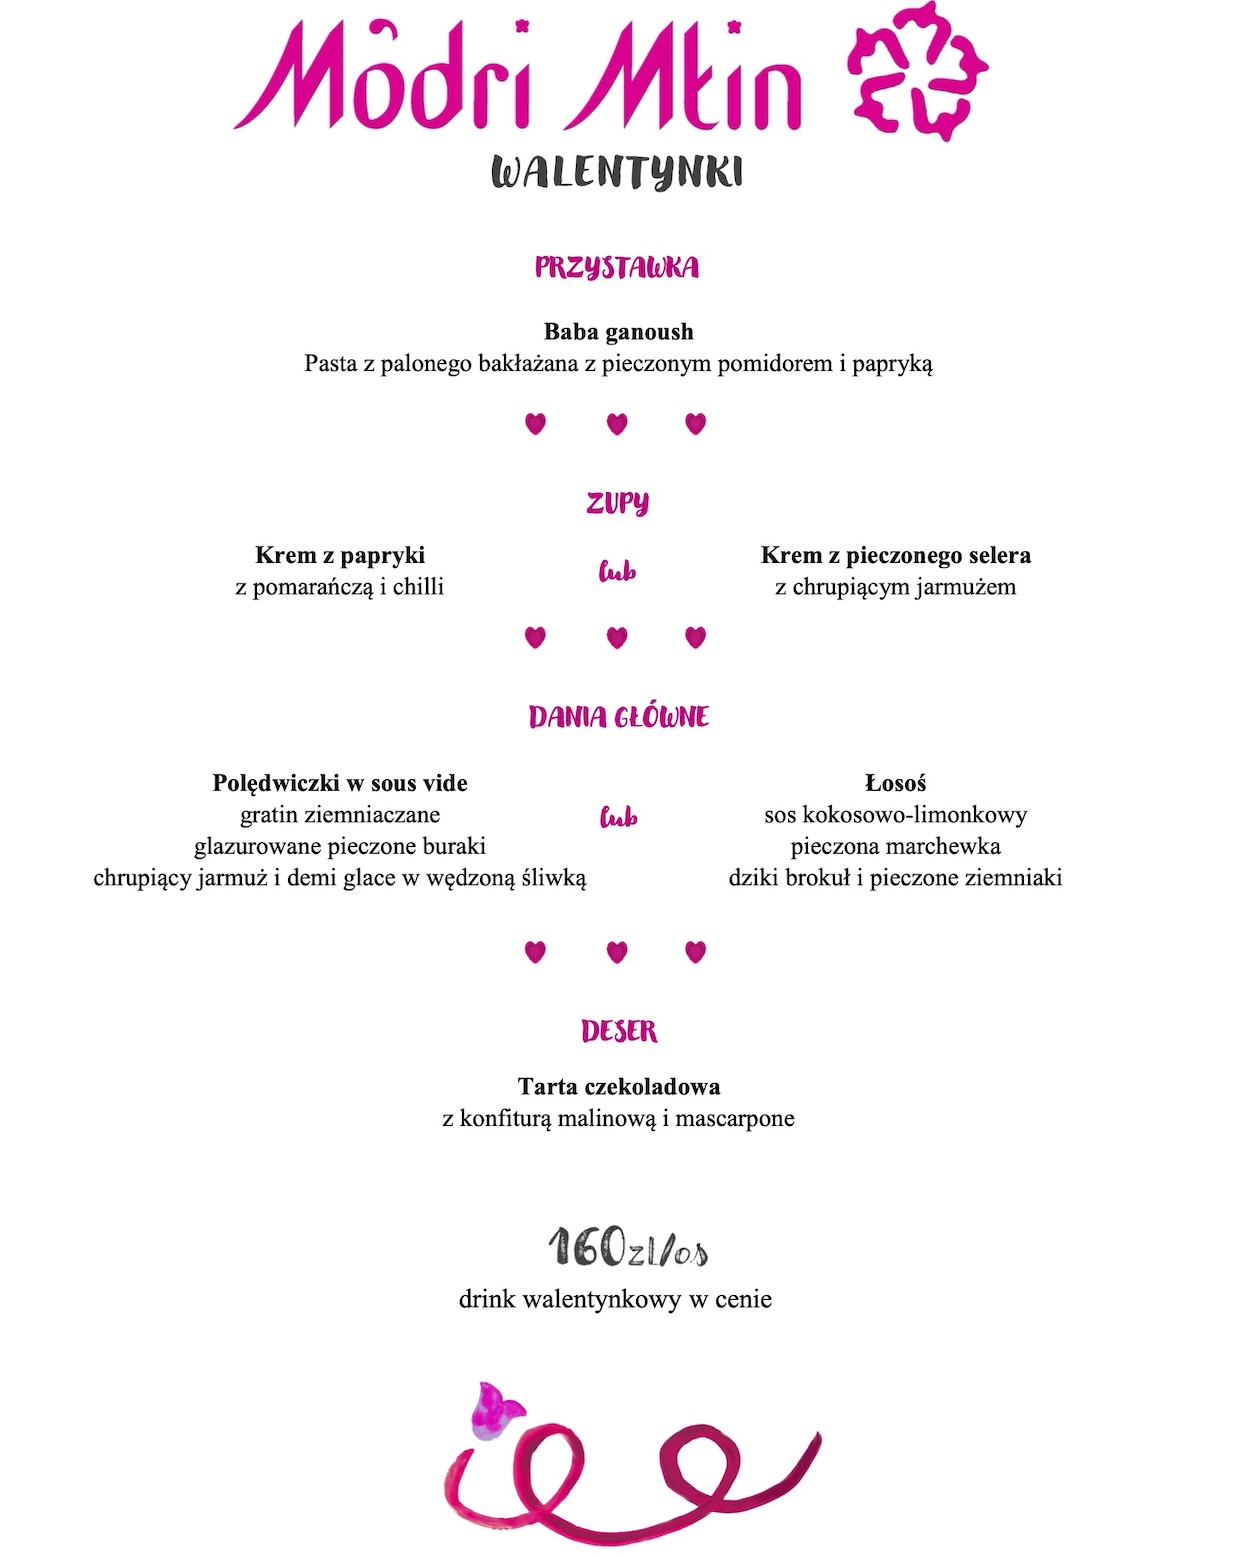 Môdri Młin
WALENTYNKI
PRZYSTAWKA
Baba ganoush
Pasta z palonego bakłażana z pieczonym pomidorem i papryką
ZUPY
Krem z papryki
z pomarańczą i chilli
lub
Krem z pieczonego selera
z chrupiącym jarmużem
DANIA GŁÓWNE
Polędwiczki w sous vide
gratin ziemniaczane
glazurowane pieczone buraki
chrupiący jarmuż i demi glace w wędzoną śliwką
lub
Łosoś
sos kokosowo-limonkowy
pieczona marchewka
dziki brokuł i pieczone ziemniaki
DESER
Tarta czekoladowa
z konfiturą malinową i mascarpone
160zl/os
drink walentynkowy w cenie